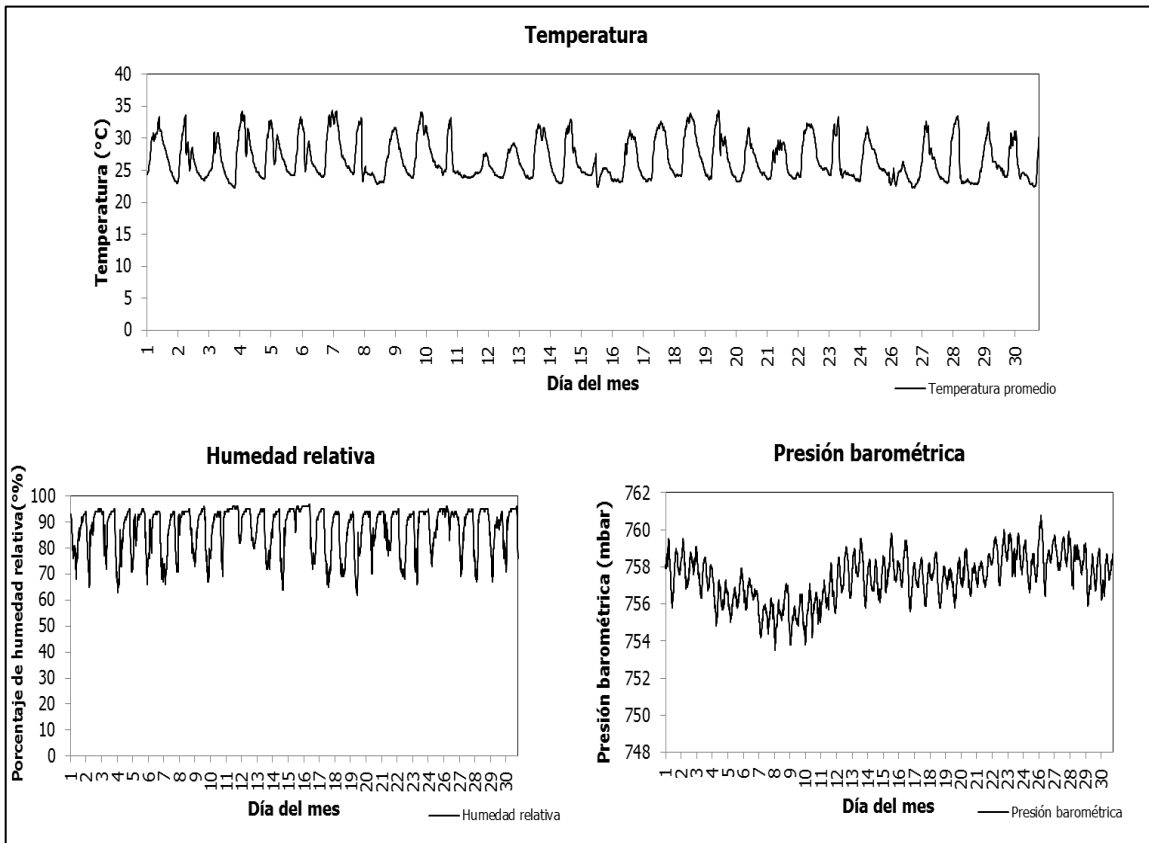 Temperatura
Temperatura (°C)
40
35
30
25
20
15
10
5
0
1 2 3 4 5 6 7 8 9 10 11 12 13 14 15 16 17 18 19 20 21 22 23 24 25 26 27 28 29 30
Día del mes
Temperatura promedio
Humedad relativa
Porcentaje de humedad relativa(°%)
100
90
80
70
60
50
40
30
20
10
0
1 2 3 4 5 6 7 8 9 10 11 12 13 14 15 16 17 18 19 20 21 22 23 24 25 26 27 28 29 30
Día del mes
Humedad relativa
Presión barométrica
Presión barométrica (mbar)
762
760
758
756
754
752
750
748
1 2 3 4 5 6 7 8 9 10 11 12 13 14 15 16 17 18 19 20 21 22 23 24 25 26 27 28 29 30
Día del mes
Presión barométrica